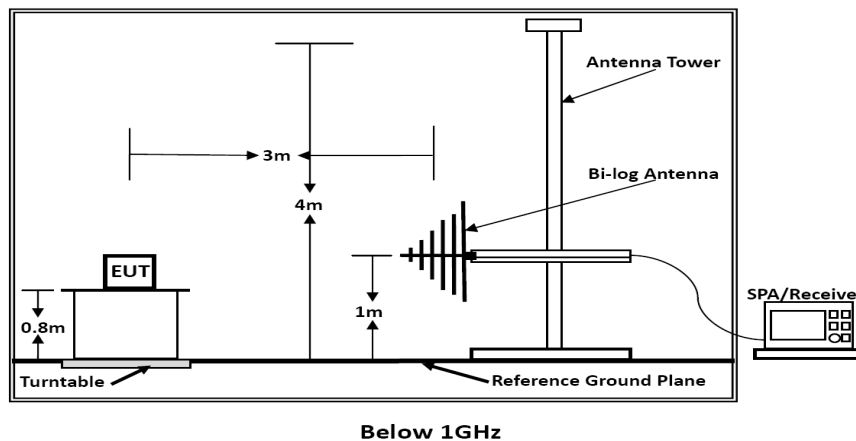 Antenna Tower
3m
Bi-log Antenna
4m
EUT
SPA/Receive
0.8m
1m
Turntable
Reference Ground Plane
Below 1GHz